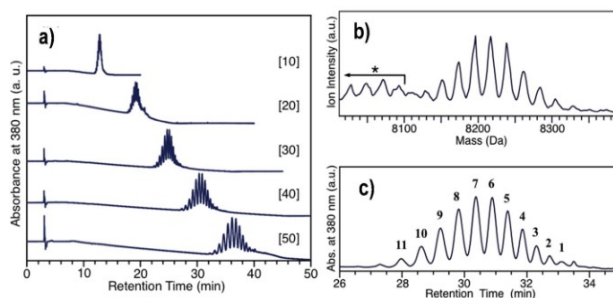 a)
Absorbance at 380 nm (a. u.)
[10]
[20]
[30]
[40]
[50]
0 10 20 30 40 50
Retention Time (min)
b)
Ion Intensity (a.u.)
*
8100 8200 8300
Mass (Da)
c)
Abs. at 380 nm (a.u.)
11 10 9 8 7 6 5 4 3 2 1
26 28 30 32 34
Retention Time (min)